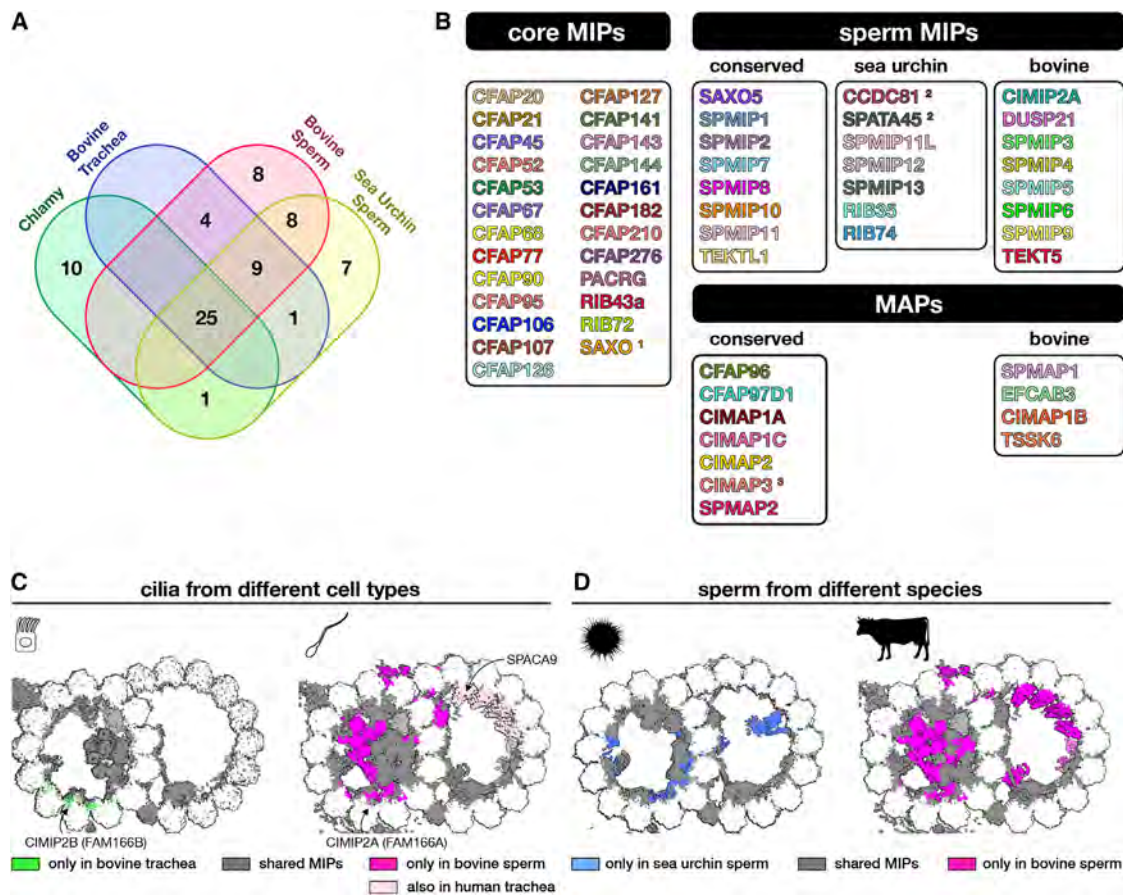 A
Chlamy
Bovine
Trachea
Bovine
Sperm
Sea Urchin
Sperm
8
4
8
10
9
7
25
1
1
B
core MIPs
CFAP20
CFAP21
CFAP45
CFAP52
CFAP53
CFAP67
CFAP68
CFAP77
CFAP90
CFAP95
CFAP106
CFAP107
CFAP126
CFAP127
CFAP141
CFAP143
CFAP144
CFAP161
CFAP182
CFAP210
CFAP276
PACRG
RIB43a
RIB72
SAXO ¹
sperm MIPs
conserved
SAXO5
SPMIP1
SPMIP2
SPMIP7
SPMIP8
SPMIP10
SPMIP11
TEKTL1
sea urchin
CCDC81 ²
SPATA45 ²
SPMIP11L
SPMIP12
SPMIP13
RIB35
RIB74
bovine
CIMIP2A
DUSP21
SPMIP3
SPMIP4
SPMIP5
SPMIP6
SPMIP9
TEKT5
MAPs
conserved
CFAP96
CFAP97D1
CIMAP1A
CIMAP1C
CIMAP2
CIMAP3 ³
SPMAP2
bovine
SPMAP1
EFCAB3
CIMAP1B
TSSK6
C
cilia from different cell types
SPACA9
CIMIP2B (FAM166B)
CIMIP2A (FAM166A)
only in bovine trachea
shared MIPs
only in bovine sperm
also in human trachea
D
sperm from different species
only in sea urchin sperm
shared MIPs
only in bovine sperm